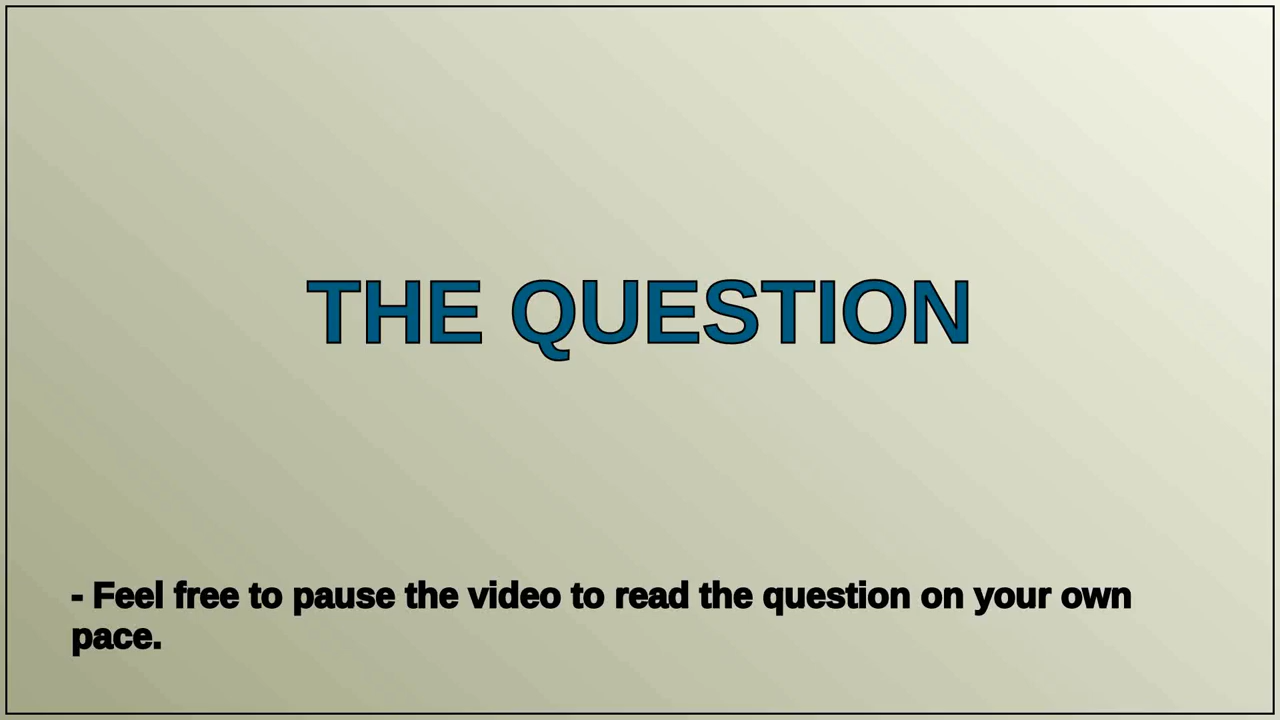 THE QUESTION
- Feel free to pause the video to read the question on your own
pace.